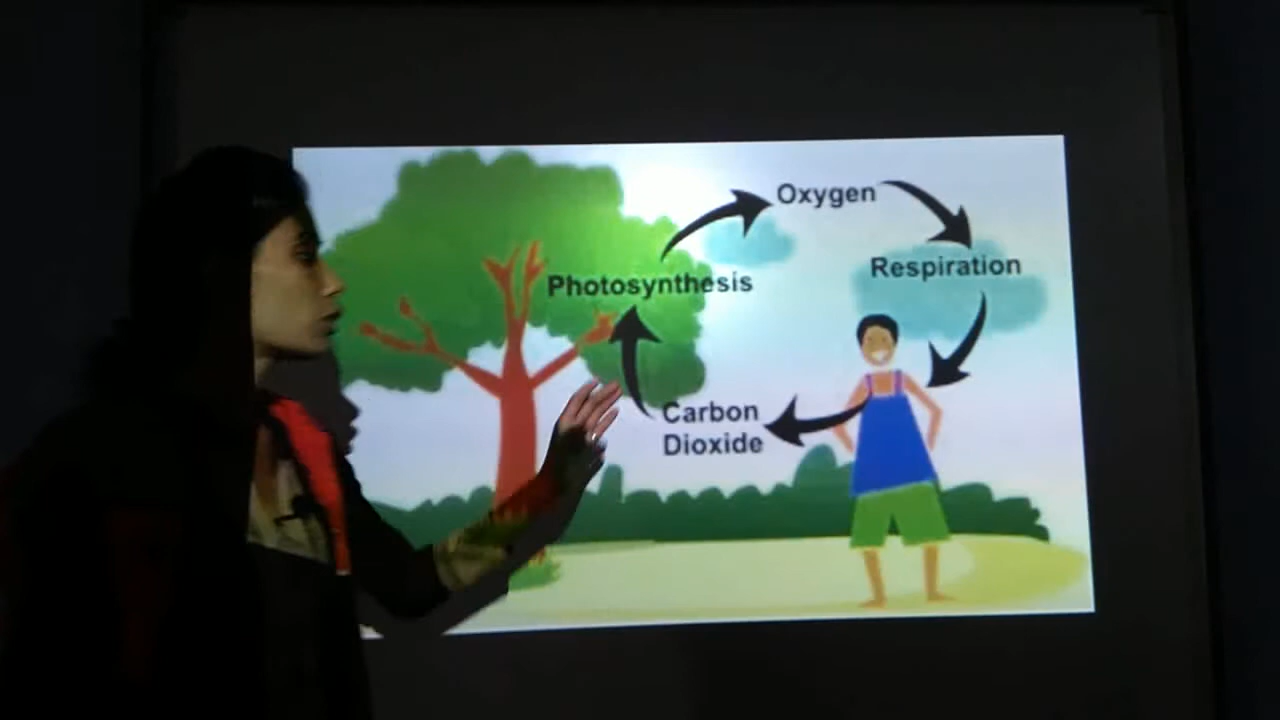 Oxygen
Respiration
Photosynthesis
Carbon
Dioxide